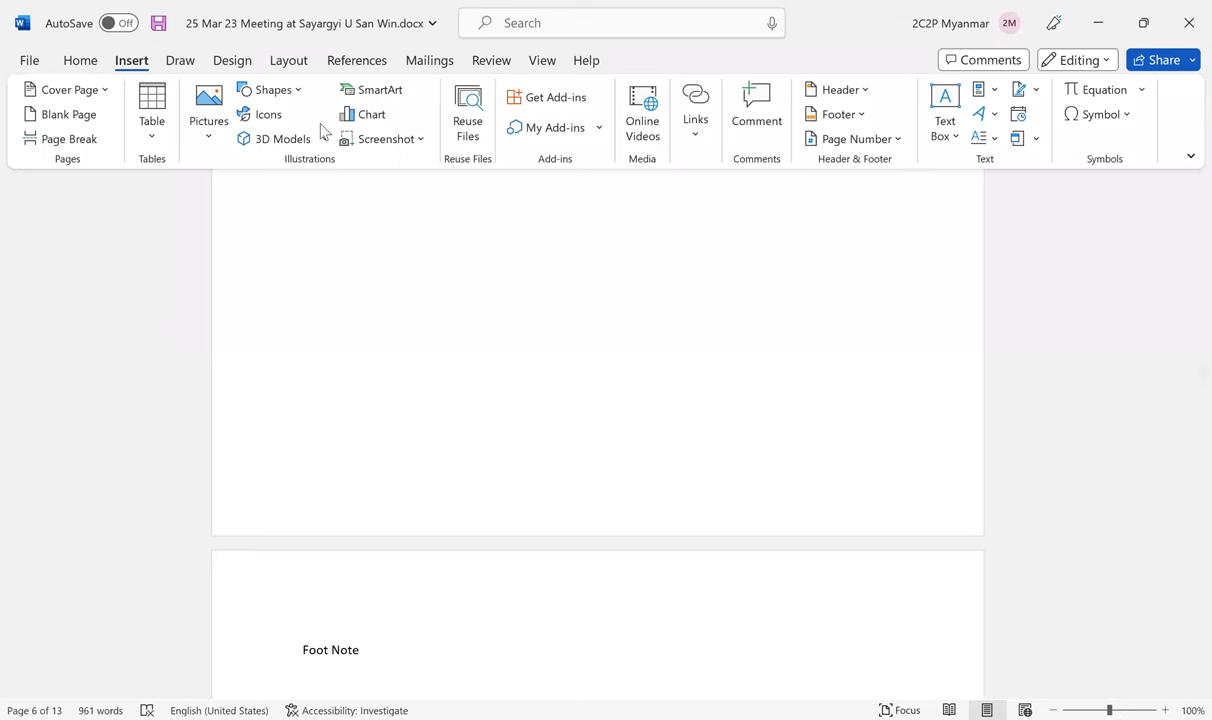 AutoSave Off 25 Mar 23 Meeting at Sayargyi U San Win.docx Search 2C2P Myanmar 2M
File Home Insert Draw Design Layout References Mailings Review View Help Comments Editing Share
Cover Page
Blank Page
Page Break
Pages
Table
Tables
Pictures
Shapes
Icons
3D Models
SmartArt
Chart
Screenshot
Illustrations
Reuse
Files
Reuse Files
Get Add-ins
My Add-ins
Add-ins
Online
Videos
Media
Links
Comment
Comments
Header
Footer
Page Number
Header & Footer
Text
Box
Text
Equation
Symbol
Symbols
Foot Note
Page 6 of 13 961 words English (United States) Accessibility: Investigate Focus 100%